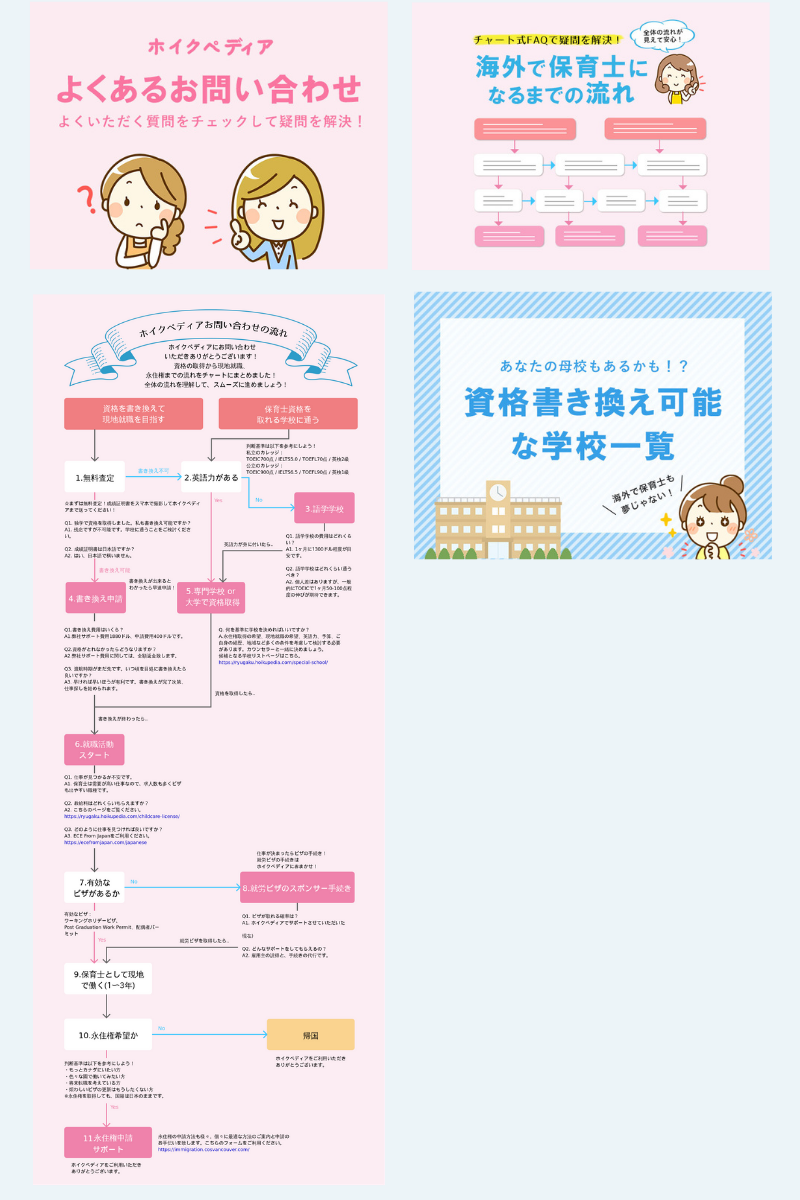 ホイクペディア
よくあるお問い合わせ
よくいただく質問をチェックして疑問を解決！
チャート式FAQで疑問を解決！
全体の流れが
見えて安心！
海外で保育士に
なるまでの流れ
ホイクペディアお問い合わせの流れ
ホイクペディアにお問い合わせ
いただきありがとうございます！
資格の取得から現地就職、
永住権までの流れをチャートにまとめました！
全体の流れを理解して、スムーズに進めましょう！
資格を書き換えて
現地就職を目指す
保育士資格を
取れる学校に通う
判断基準は以下を参考にしよう！
私立のカレッジ：
TOEIC700点 / IELTS5.0 / TOEFL70点 / 英検2級
公立のカレッジ：
TOEIC900点 / IELTS6.5 / TOEFL90点 / 英検1級
1.無料査定
書き換え不可
2.英語力がある
Yes
No
3.語学学校
※まずは無料査定！成績証明書をスマホで撮影してホイクペディ
アまで送ってください！
Q1. 独学で資格を取得しました。私も書き換え可能ですか？
A1. 残念ですが不可能です。学校に通うことをご検討くださ
い。
Q2. 成績証明書は日本語ですか？
A2. はい、日本語で構いません。
書き換え可能
書き換えが出来ると
わかったら早速申請！
英語力が身に付いたら、
Q1. 語学学校の費用はどれくら
い？
A1. 1ヶ月に1300ドル程度が目
安です。
Q2. 語学学校はどれくらい通う
べき？
A2. 個人差はありますが、一般
的にTOEICで1ヶ月50-100点程
度の伸びが期待できます。
4.書き換え申請
5.専門学校 or
大学で資格取得
Q1.書き換え費用はいくら？
A1.弊社サポート費用1000ドル、申請費用400ドルです。
Q2.資格がとれなかったらどうなりますか？
A2.弊社サポート費用に関しては、全額返金致します。
Q3. 渡航時期がまだ先です。いつ頃を目処に書き換えたら
良いですか？
A3. 早ければ早いほうが有利です。書き換えが完了次第、
仕事探しを始められます。
Q. 何を基準に学校を決めればいいですか？
A.永住権取得の希望、現地就職の希望、英語力、予算、ご
自身の経歴、地域など多くの条件を考慮して検討する必要
があります。カウンセラーと一緒に決めましょう。
候補となる学校リストページはこちら。
https://ryugaku.hoikupedia.com/special-school/
資格を取得したら、
書き換えが終わったら、
6.就職活動
スタート
Q1. 仕事が見つかるか不安です。
A1. 保育士は需要が高い仕事なので、求人数も多くビザ
も出やすい職種です。
Q2. お給料はどれくらいもらえますか？
A2. こちらのページをご覧ください。
https://ryugaku.hoikupedia.com/childcare-license/
Q3. どのように仕事を見つければ良いですか？
A3. ECE From Japanをご利用ください。
https://ecefromjapan.com/japanese
仕事が決まったらビザの手続き！
就労ビザの手続きは
ホイクペディアにおまかせ！
7.有効な
ビザがあるか
No
8.就労ビザのスポンサー手続き
有効なビザ：
ワーキングホリデービザ、
Post Graduation Work Permit、配偶者パー
ミット
Yes
就労ビザを取得したら、
Q1. ビザが取れる確率は？
A1. ホイクペディアでサポートさせていただいた
現在)
Q2. どんなサポートをしてもらえるの？
A2. 雇用主の説得と、手続きの代行です。
9.保育士として現地
で働く(1〜3年)
10.永住権希望か
No
帰国
ホイクペディアをご利用いただき
ありがとうございます。
判断基準は以下を参考にしよう！
・もっとカナダにいたい方
・色々な国で働いてみたい方
・将来転職を考えている方
・煩わしいビザの更新はもうしたくない方
※永住権を取得しても、国籍は日本のままです。
Yes
11.永住権申請
サポート
永住権の申請方法も様々。個々に最適な方法のご案内と申請の
お手伝いを致します。こちらのフォームをご利用ください。
https://immigration.cosvancouver.com/
ホイクペディアをご利用いただき
ありがとうございます。
あなたの母校もあるかも！？
資格書き換え可能
な学校一覧
海外で保育士も
夢じゃない！